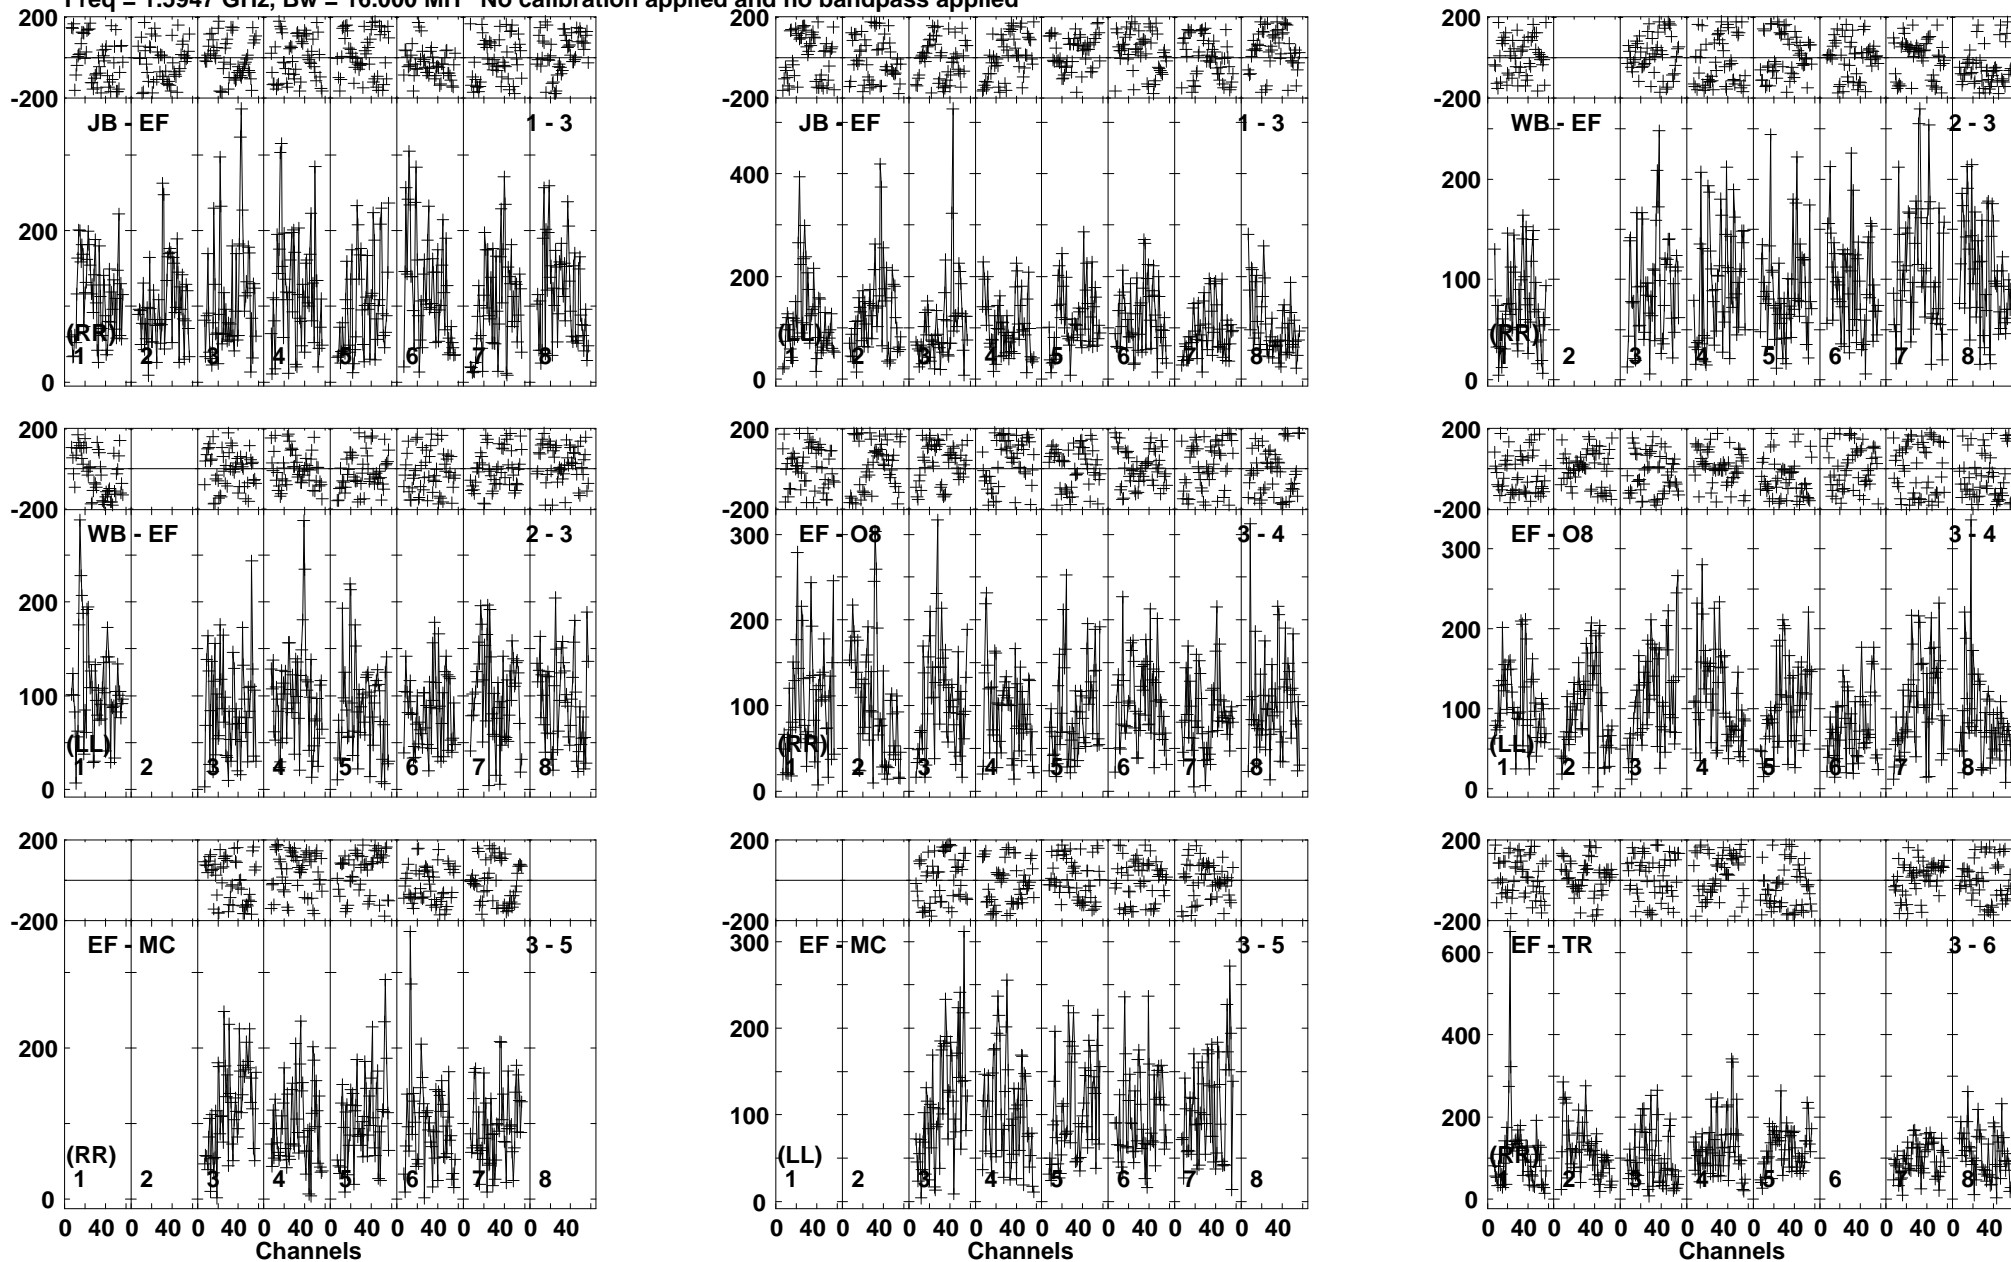 Freq = 1.5947 GHz, Bw = 16.000 MH No calibration applied and no bandpass applied
200 200 200
-200 -200 -200
JB - EF 1 - 3 JB - EF 1 - 3 WB - EF 2 - 3
400
200 200 200
300
200
100
(RR) (LL) (RR)
1 2 3 4 5 6 7 8 1 2 3 4 5 6 7 8 1 2 3 4 5 6 7 8
0 0 0
200 200 200
-200 -200 -200
WB - EF 2 - 3 EF - O8 3 - 4 EF - O8 3 - 4
300 300
200 200 200
100 100 100
(LL) (RR) (LL)
1 2 3 4 5 6 7 8 1 2 3 4 5 6 7 8 1 2 3 4 5 6 7 8
0 0 0
200 200 200
-200 -200 -200
EF - MC 3 - 5 EF - MC 3 - 5 EF - TR 3 - 6
300 600
200 200 400
100 200
(RR) (LL) (RR)
1 2 3 4 5 6 7 8 1 2 3 4 5 6 7 8 1 2 3 4 5 6 7 8
0 0 0
0 40 0 40 0 40 0 40 0 40 0 40 0 40 0 40 0 40 0 40 0 40 0 40 0 40 0 40 0 40 0 40 0 40 0 40 0 40 0 40 0 40 0 40 0 40 0 40
Channels Channels Channels